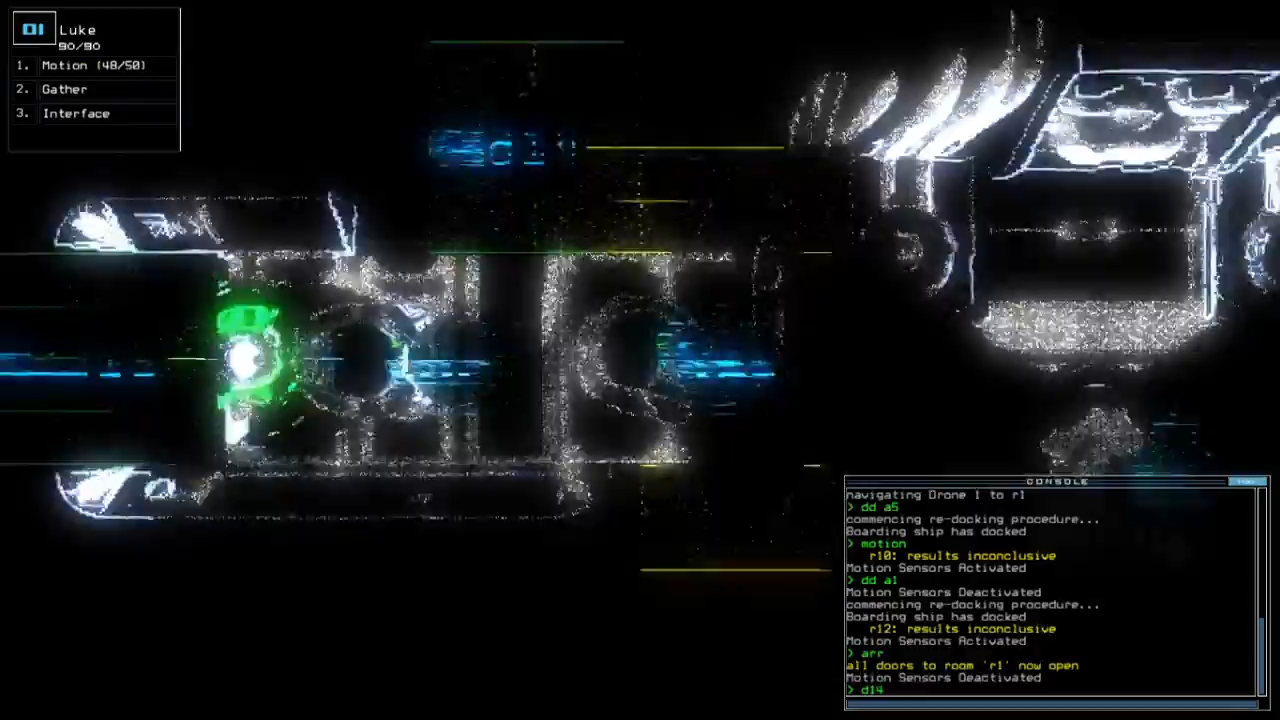 01
Luke
90/90
1. Motion (48/50)
2. Gather
3. Interface
CONSOLE
navigating Drone 1 to r1
> dd a5
commencing re-docking procedure...
Boarding ship has docked
> motion
r10: results inconclusive
Motion Sensors Activated
> dd a1
Motion Sensors Deactivated
commencing re-docking procedure...
Boarding ship has docked
r12: results inconclusive
Motion Sensors Activated
> arr
all doors to room 'r1' now open
Motion Sensors Deactivated
> d14